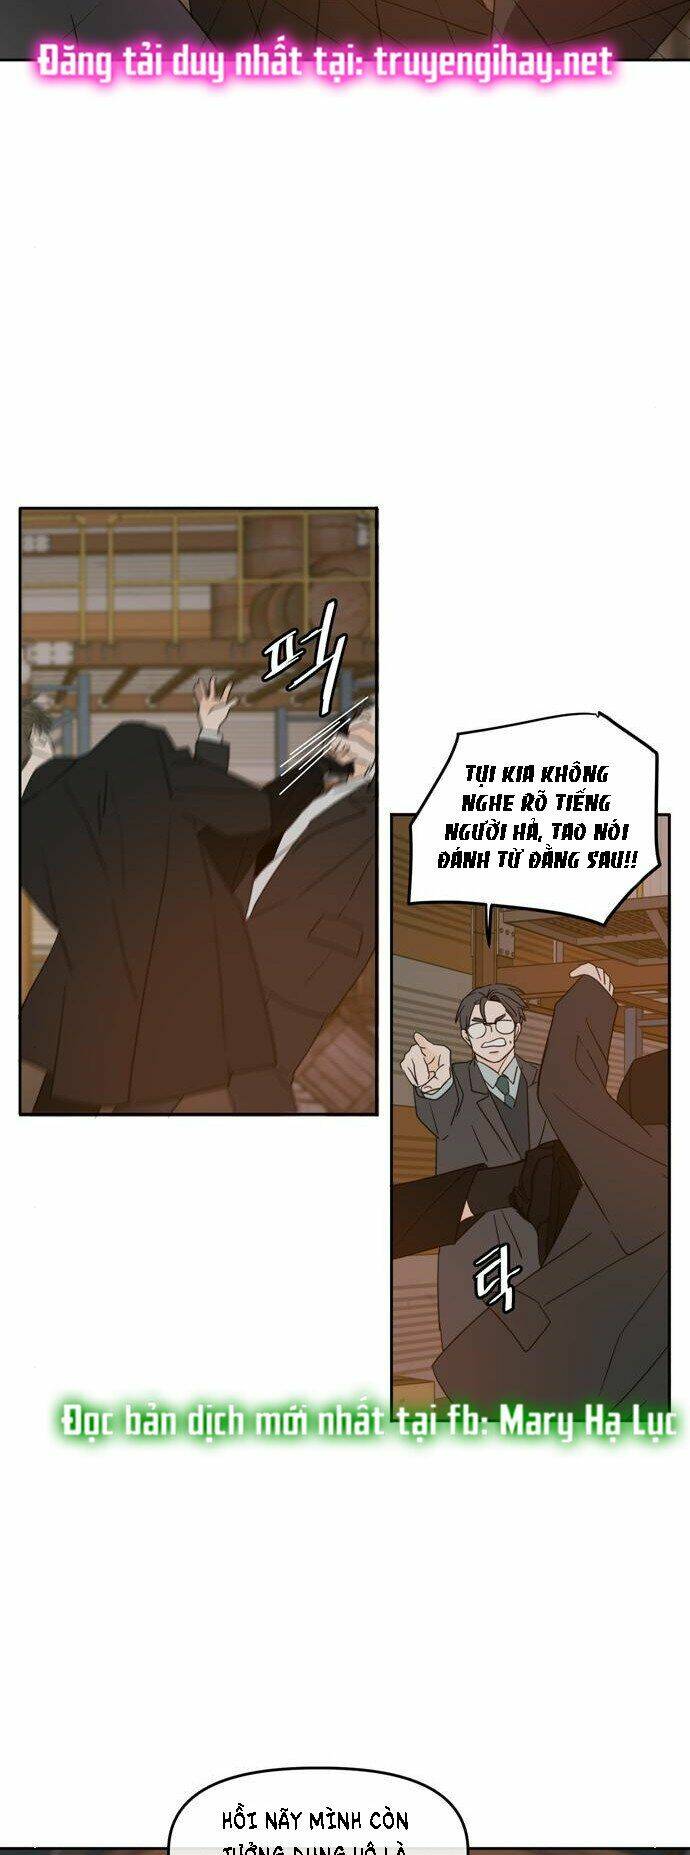 Đăng tải duy nhất tại: truyengihay.net
퍽
TỤI KIA KHÔNG
NGHE RÕ TIẾNG
NGƯỜI HẢ, TAO NÓI
ĐÁNH TỪ ĐẰNG SAU!!
퍽
Đọc bản dịch mới nhất tại fb: Mary Hạ Lục
HỒI NÃY MÌNH CÒN